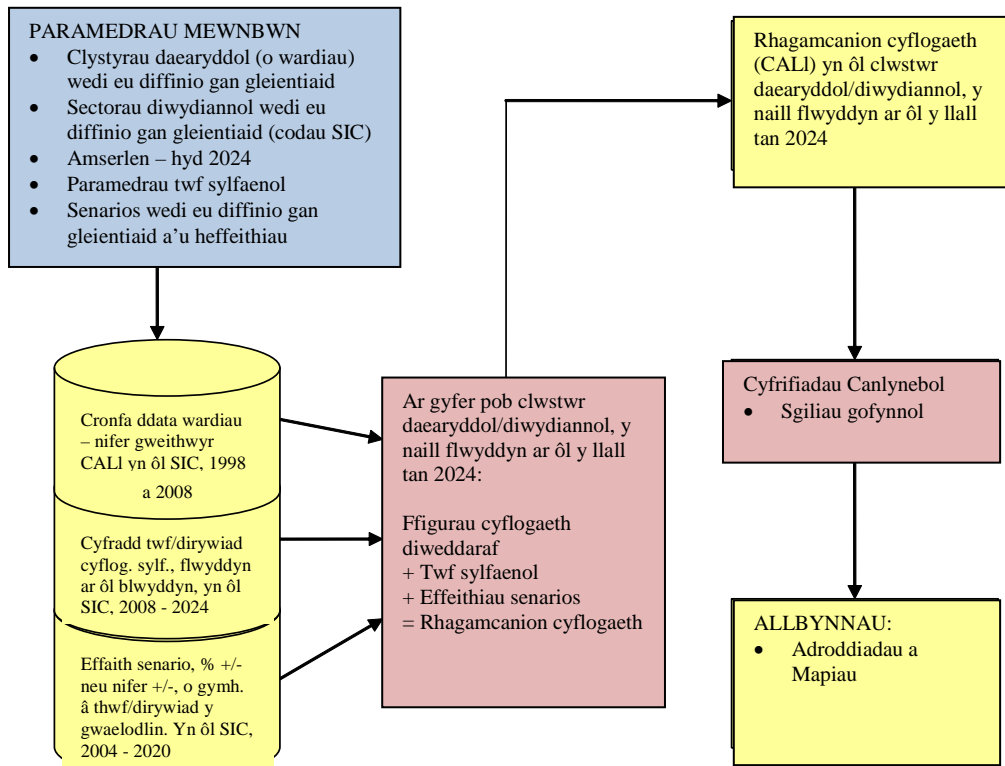 PARAMEDRAU MEWNBWN
• Clystyrau daearyddol (o wardiau)
wedi eu diffinio gan gleientiaid
• Sectorau diwydiannol wedi eu
diffinio gan gleientiaid (codau SIC)
• Amserlen – hyd 2024
• Paramedrau twf sylfaenol
• Senarios wedi eu diffinio gan
gleientiaid a'u heffeithiau
Cronfa ddata wardiau
– nifer gweithwyr
CALl yn ôl SIC, 1998
a 2008
Cyfradd twf/dirywiad
cyflog. sylf., flwyddyn
ar ôl blwyddyn, yn ôl
SIC, 2008 - 2024
Effaith senario, % +/-
neu nifer +/-, o gymh.
â thwf/dirywiad y
gwaelodlin. Yn ôl SIC,
2004 - 2020
Ar gyfer pob clwstwr
daearyddol/diwydiannol, y
naill flwyddyn ar ôl y llall
tan 2024:
Ffigurau cyflogaeth
diweddaraf
+ Twf sylfaenol
+ Effeithiau senarios
= Rhagamcanion cyflogaeth
Rhagamcanion cyflogaeth
(CALl) yn ôl clwstwr
daearyddol/diwydiannol, y
naill flwyddyn ar ôl y llall
tan 2024
Cyfrifiadau Canlynebol
• Sgiliau gofynnol
ALLBYNNAU:
• Adroddiadau a
Mapiau